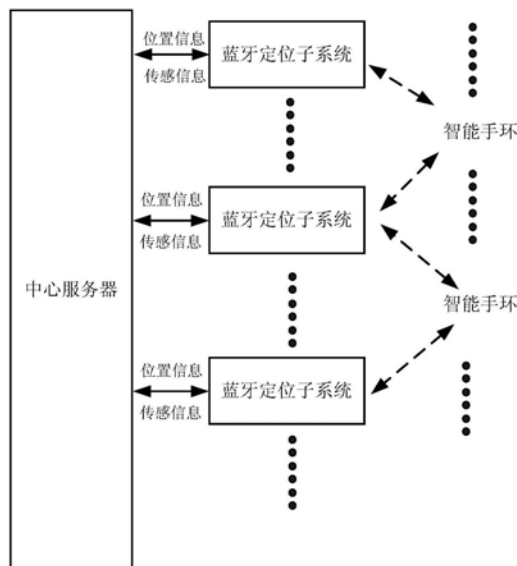 位置信息
传感信息
蓝牙定位子系统
智能手环
位置信息
传感信息
蓝牙定位子系统
中心服务器
智能手环
位置信息
传感信息
蓝牙定位子系统